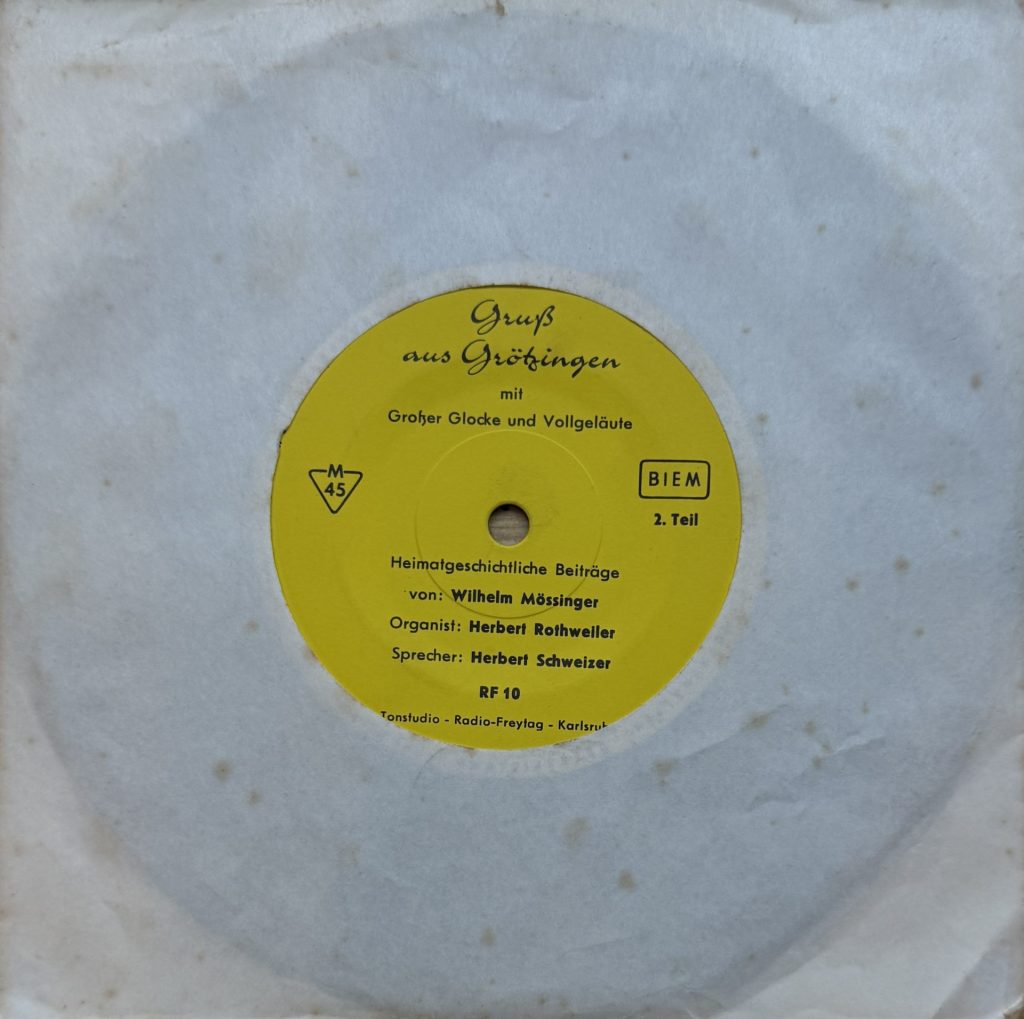 Gruß
aus Grötzingen
mit
Großer Glocke und Vollgeläute
M
45
BIEM
2. Teil
Heimatgeschichtliche Beiträge
von: Wilhelm Mössinger
Organist: Herbert Rothweiler
Sprecher: Herbert Schweizer
RF 10
Tonstudio - Radio-Freytag - Karlsruh